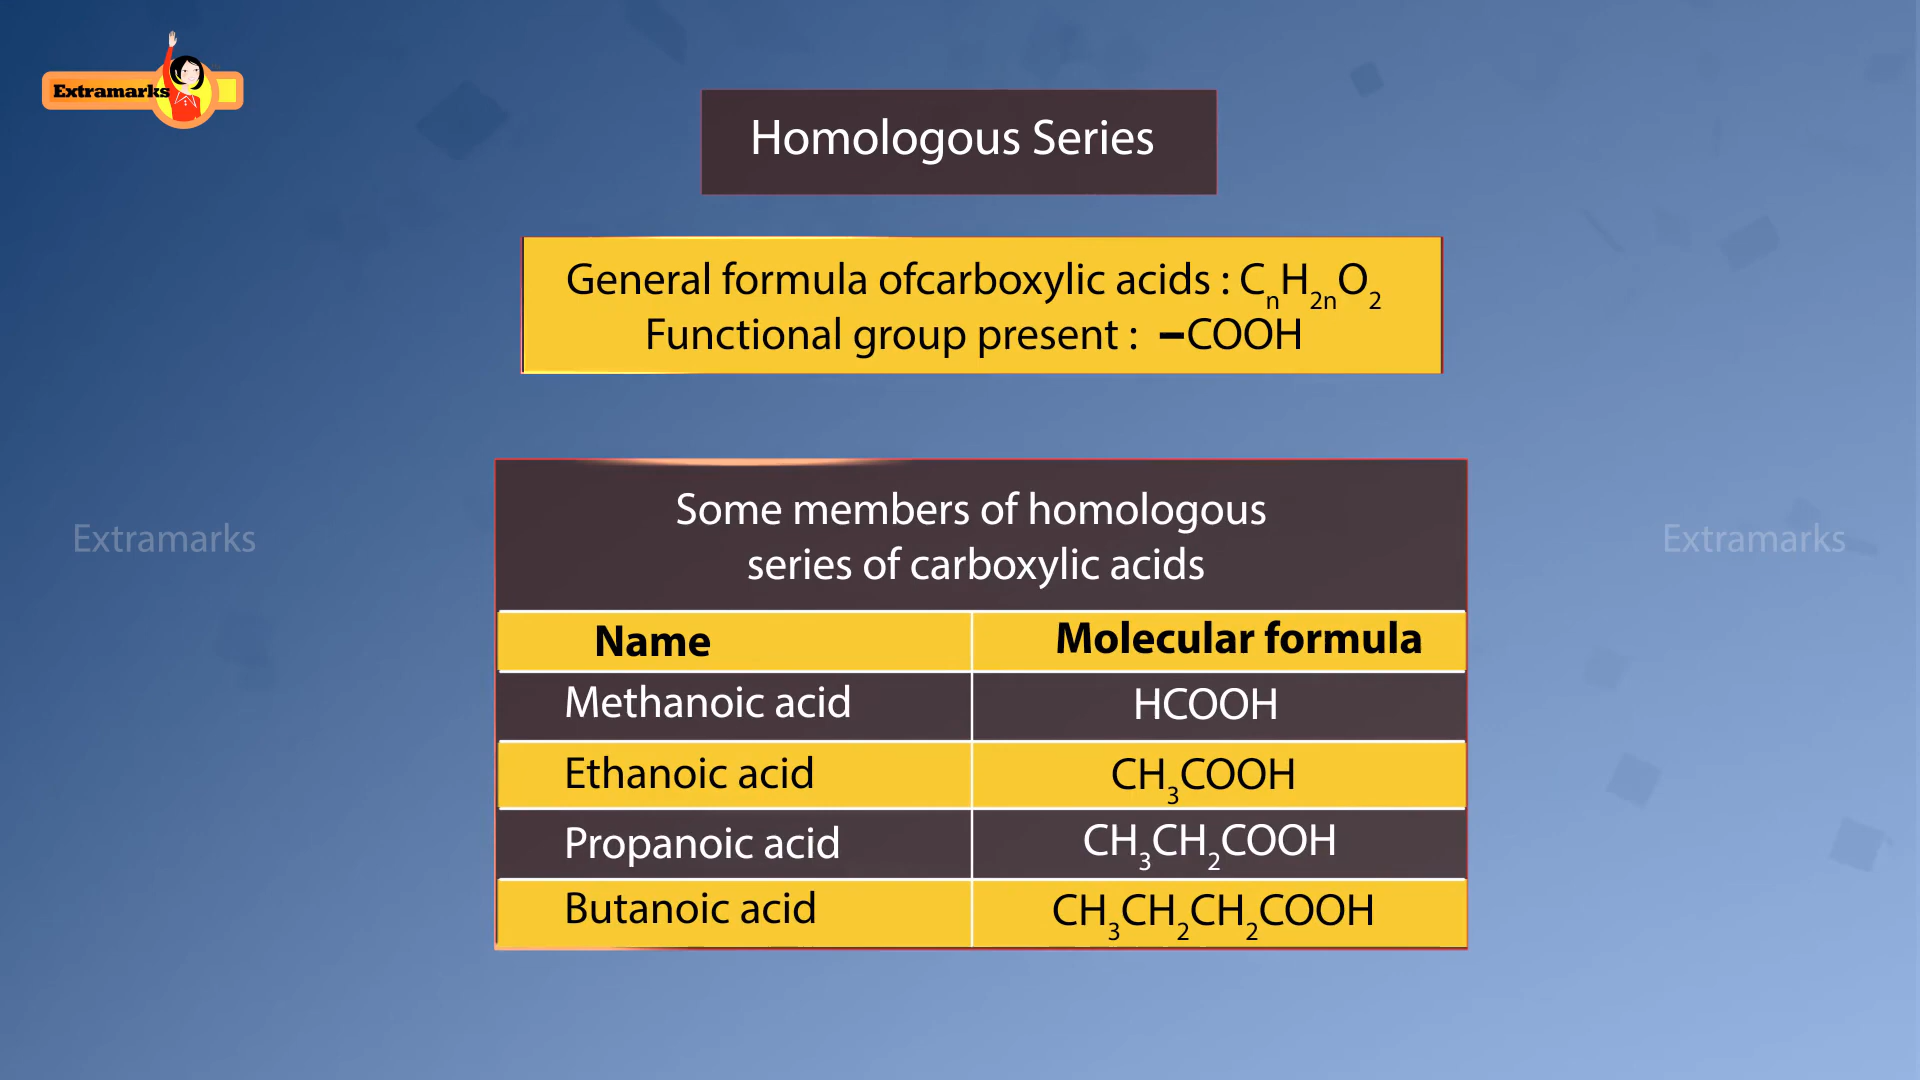 Extramarks
Homologous Series
General formula ofcarboxylic acids : CₙH₂ₙO₂
Functional group present : –COOH
Some members of homologous
series of carboxylic acids
Extramarks
Extramarks
Name Molecular formula
Methanoic acid HCOOH
Ethanoic acid CH₃COOH
Propanoic acid CH₃CH₂COOH
Butanoic acid CH₃CH₂CH₂COOH